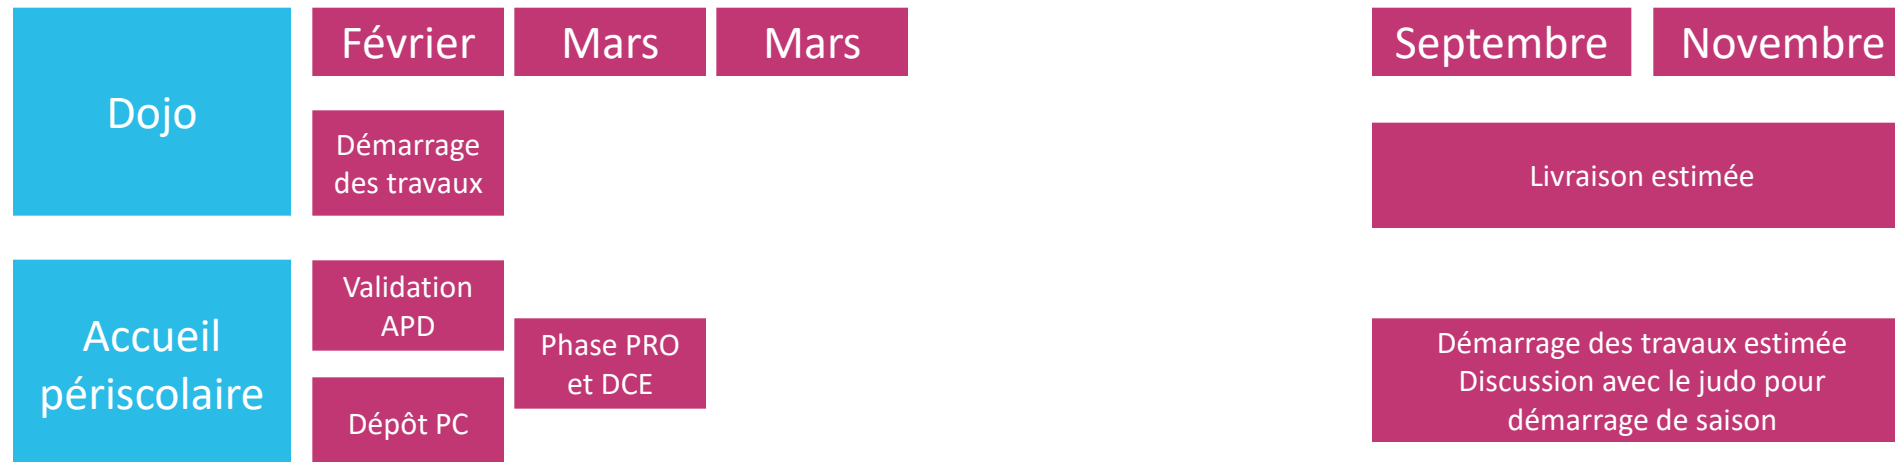 Dojo
Février
Mars
Mars
Septembre
Novembre
Démarrage
des travaux
Livraison estimée
Accueil
périscolaire
Validation
APD
Dépôt PC
Phase PRO
et DCE
Démarrage des travaux estimée
Discussion avec le judo pour
démarrage de saison